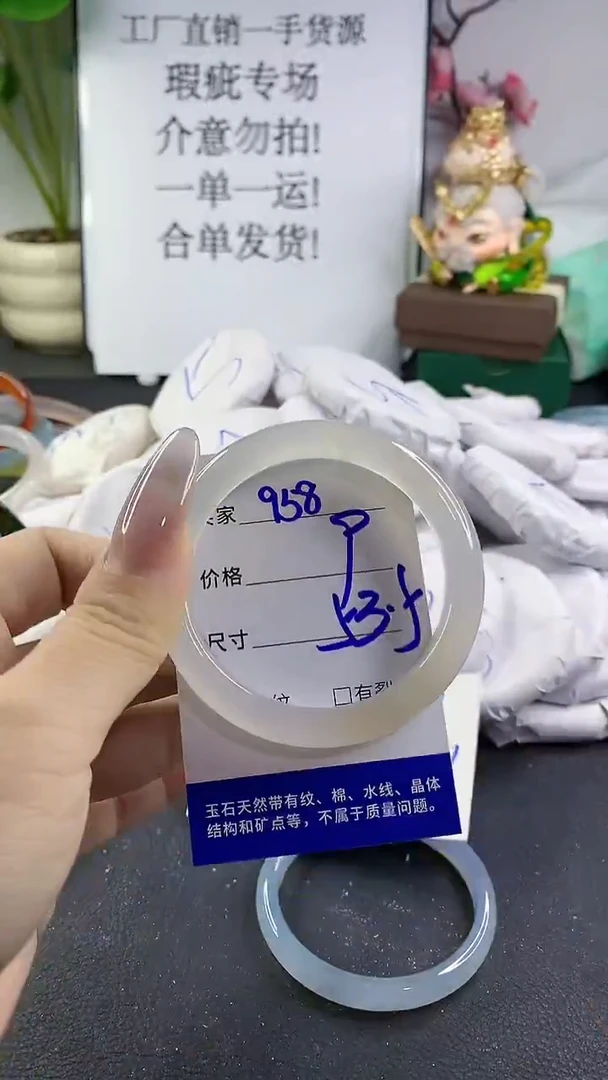 工厂直销一手货源
瑕疵专场
介意勿拍!
一单一运!
合单发货!
家 958
价格
尺寸 53.5
纹 □有裂
玉石天然带有纹、棉、水线、晶体
结构和矿点等，不属于质量问题。